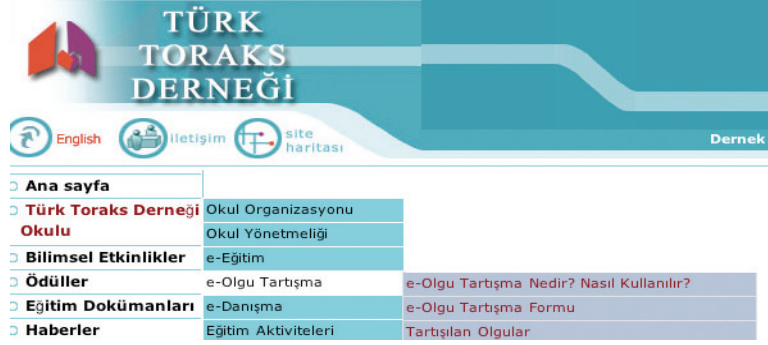 TÜRK
TORAKS
DERNEĞİ
English
iletişim
site
haritası
Dernek
Ana sayfa
Türk Toraks Derneği
Okulu
Bilimsel Etkinlikler
Ödüller
Eğitim Dokümanları
Haberler
Okul Organizasyonu
Okul Yönetmeliği
e-Eğitim
e-Olgu Tartışma
e-Danışma
Eğitim Aktiviteleri
e-Olgu Tartışma Nedir? Nasıl Kullanılır?
e-Olgu Tartışma Formu
Tartışılan Olgular